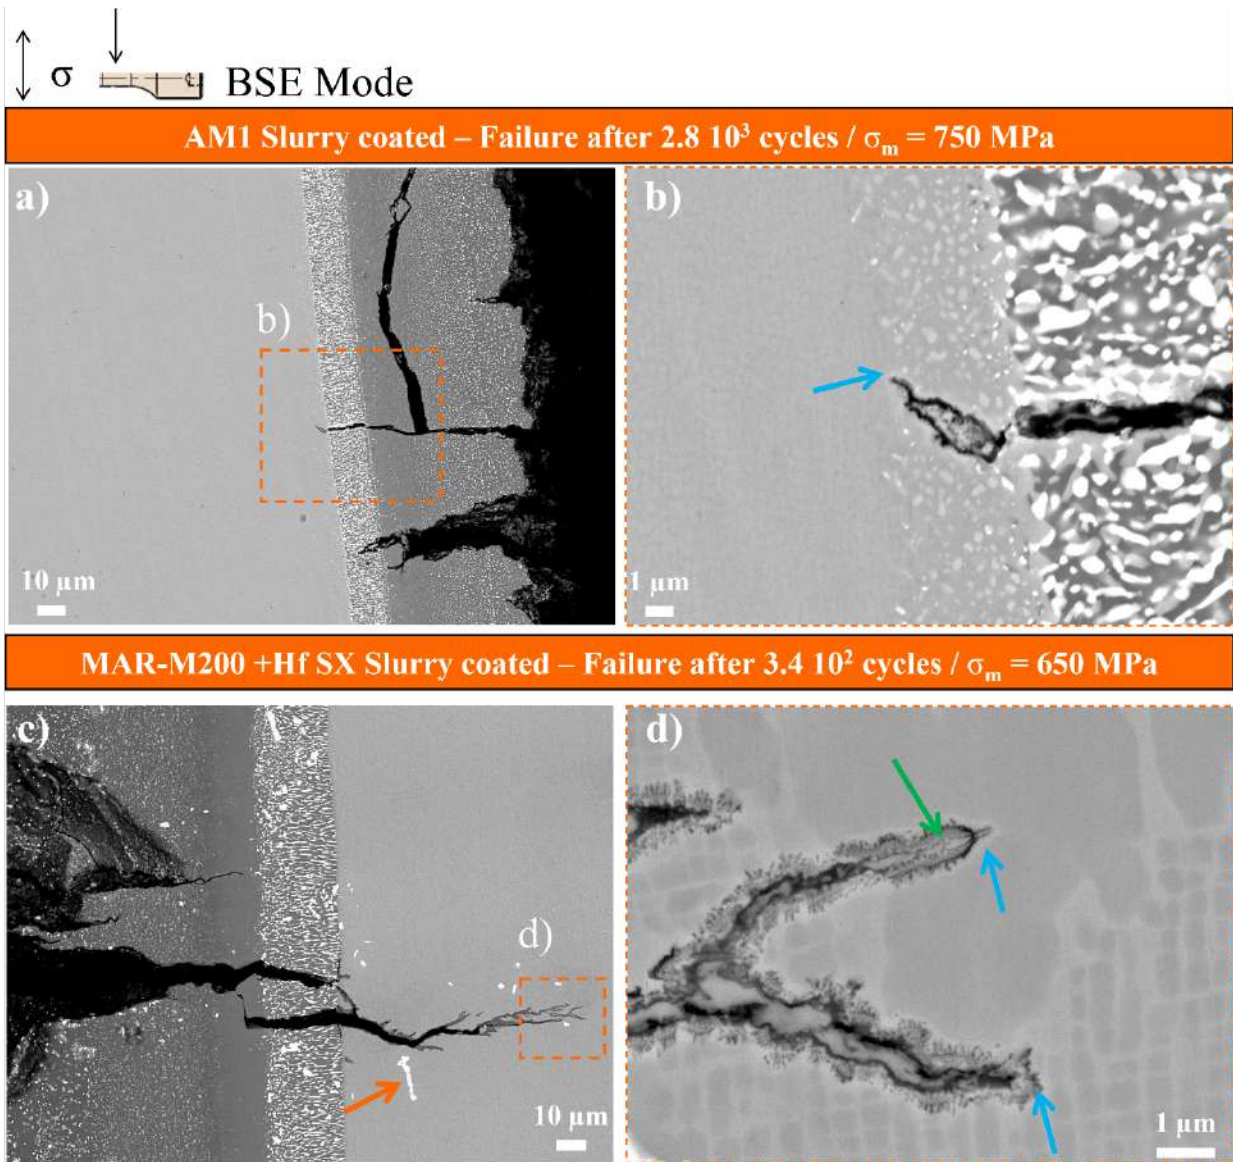 σ BSE Mode
AM1 Slurry coated – Failure after 2.8 10³ cycles / σₘ = 750 MPa
a)
b)
b)
10 µm
1 µm
MAR-M200 +Hf SX Slurry coated – Failure after 3.4 10² cycles / σₘ = 650 MPa
c)
d)
d)
10 µm
1 µm